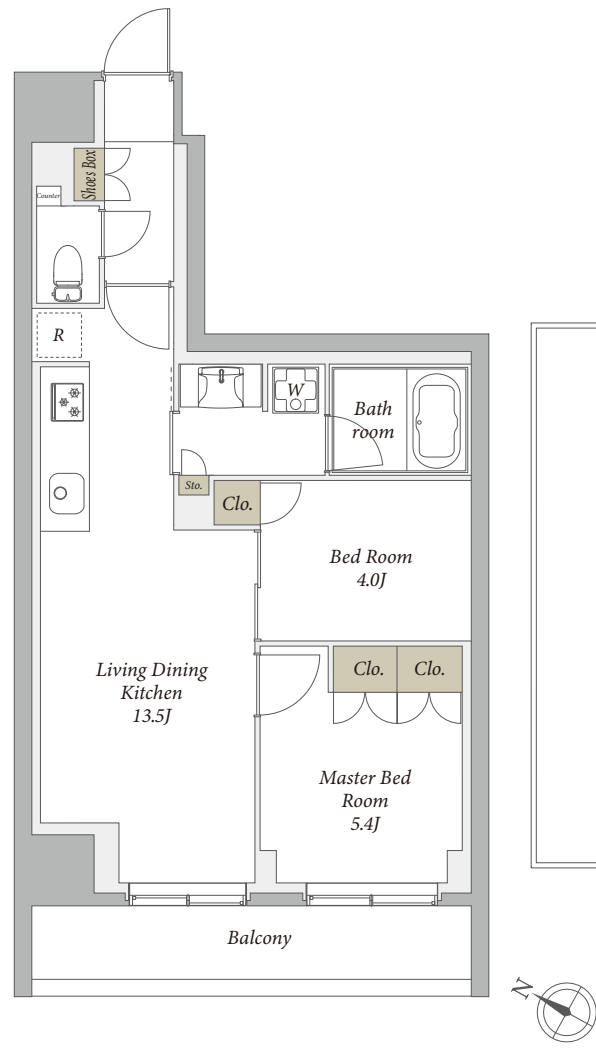 Shoes Box
Counter
R
W
Bath
room
Sto.
Clo.
Bed Room
4.0J
Living Dining
Kitchen
13.5J
Clo.
Clo.
Master Bed
Room
5.4J
Balcony
N